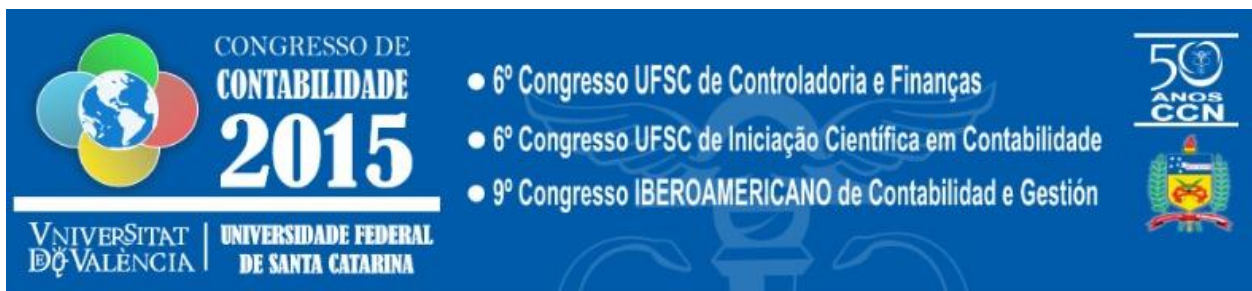 CONGRESSO DE
CONTABILIDADE
2015
VNIVERSITAT
D VALÈNCIA
UNIVERSIDADE FEDERAL
DE SANTA CATARINA
● 6º Congresso UFSC de Controladoria e Finanças
● 6º Congresso UFSC de Iniciação Científica em Contabilidade
● 9º Congresso IBEROAMERICANO de Contabilidad e Gestión
50
ANOS
CCN